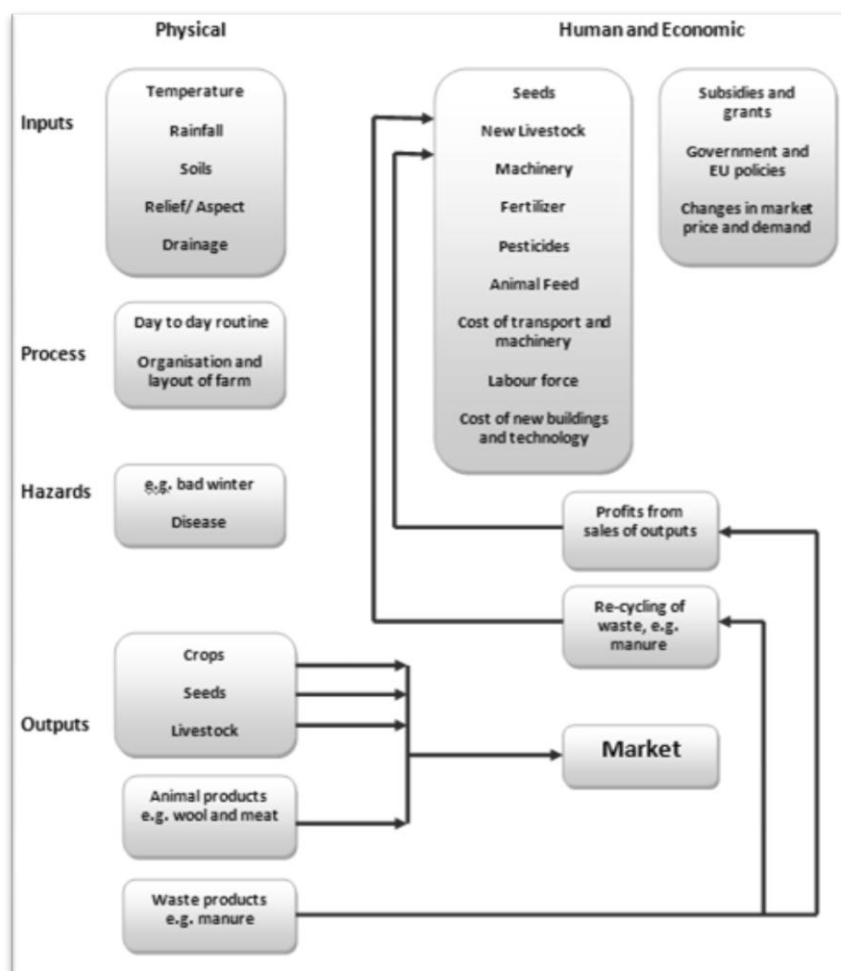 Physical
Human and Economic
Inputs
Temperature
Rainfall
Soils
Relief/ Aspect
Drainage
Seeds
New Livestock
Machinery
Fertilizer
Pesticides
Animal Feed
Cost of transport and
machinery
Labour force
Cost of new buildings
and technology
Subsidies and
grants
Government and
EU policies
Changes in market
price and demand
Process
Day to day routine
Organisation and
layout of farm
Hazards
e.g. bad winter
Disease
Profits from
sales of outputs
Re-cycling of
waste, e.g.
manure
Outputs
Crops
Seeds
Livestock
Market
Animal products
e.g. wool and meat
Waste products
e.g. manure